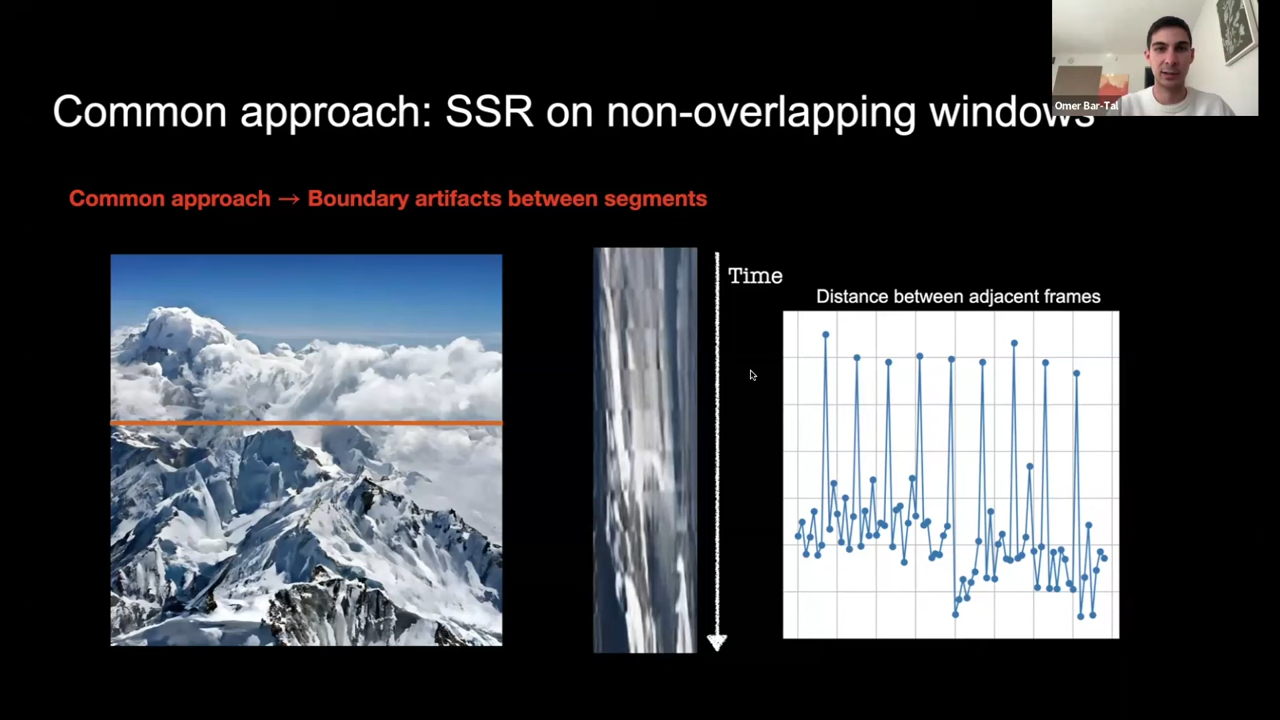 Omer Bar-Tal
Common approach: SSR on non-overlapping windows
Common approach → Boundary artifacts between segments
Time
Distance between adjacent frames